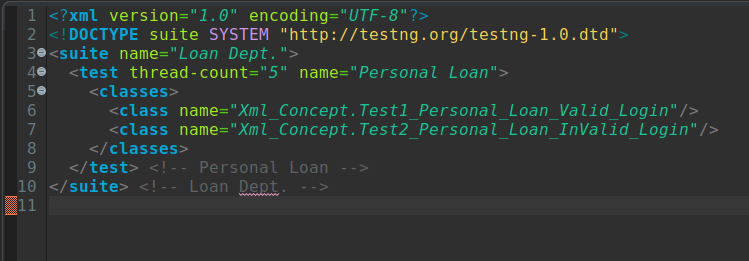 1 <?xml version="1.0" encoding="UTF-8"?>
2 <!DOCTYPE suite SYSTEM "http://testng.org/testng-1.0.dtd">
3 <suite name="Loan Dept.">
4   <test thread-count="5" name="Personal Loan">
5     <classes>
6       <class name="Xml_Concept.Test1_Personal_Loan_Valid_Login"/>
7       <class name="Xml_Concept.Test2_Personal_Loan_InValid_Login"/>
8     </classes>
9   </test> <!-- Personal Loan -->
10 </suite> <!-- Loan Dept. -->
11